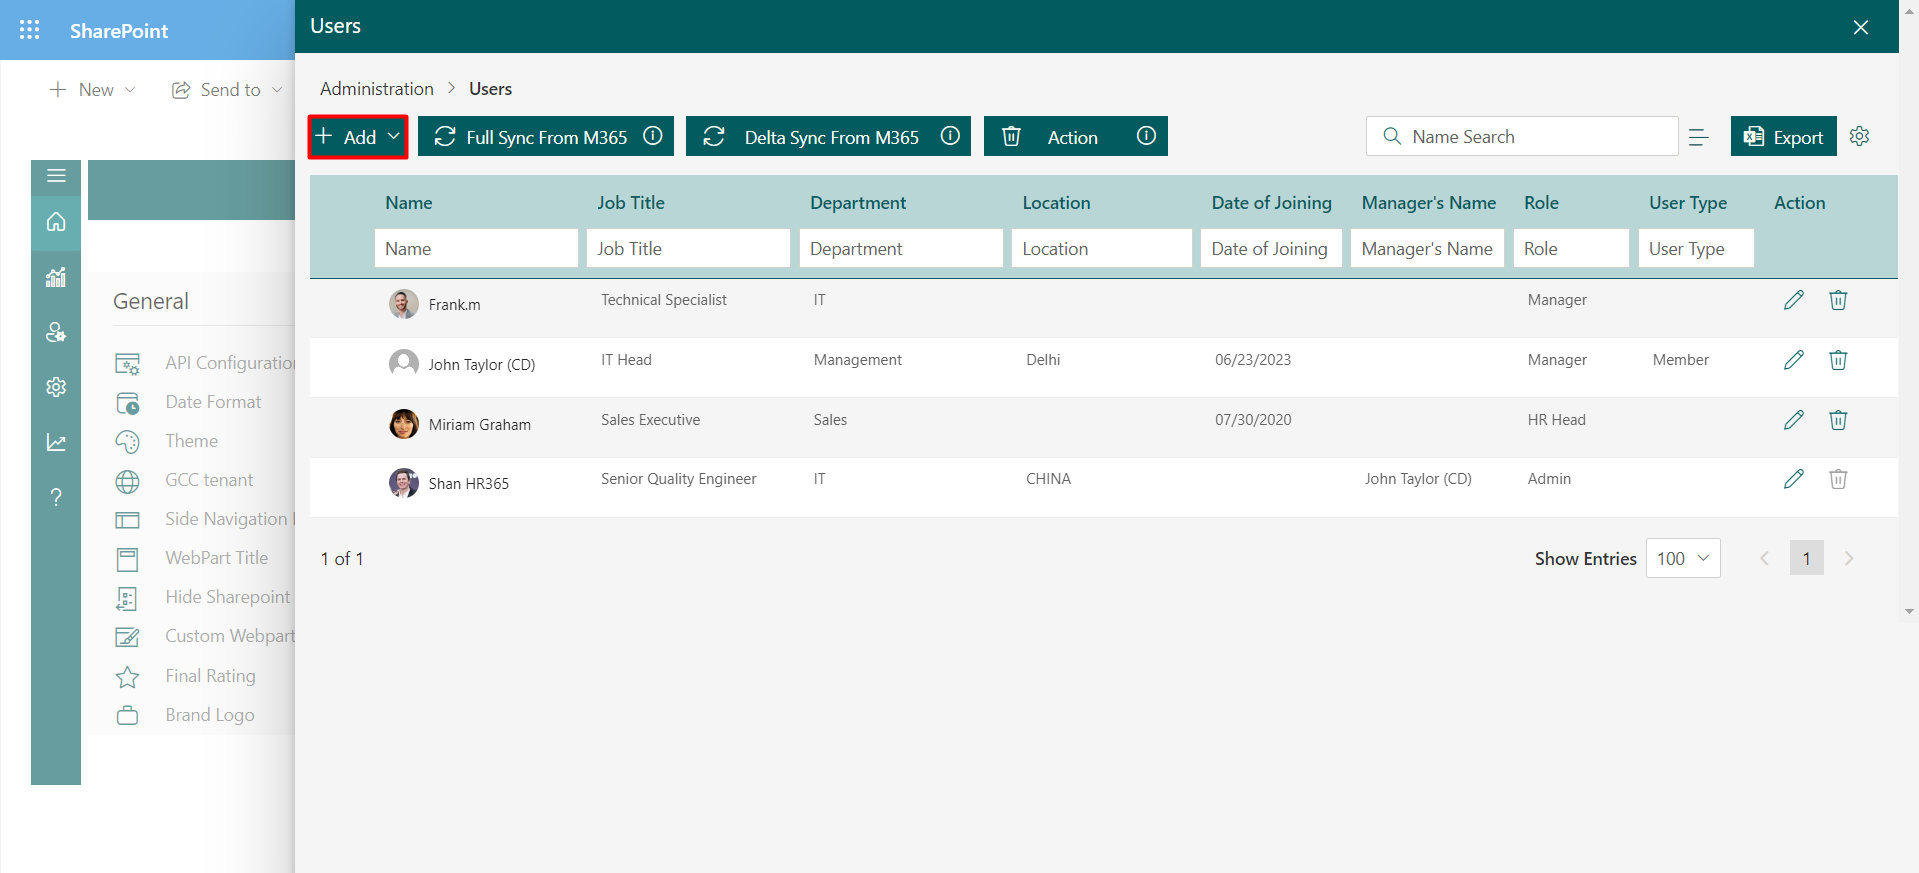 SharePoint
Users
New
Send to
Administration > Users
+ Add
Full Sync From M365
Delta Sync From M365
Action
Name Search
Export
Name Job Title Department Location Date of Joining Manager's Name Role User Type Action
Name Job Title Department Location Date of Joining Manager's Name Role User Type
Frank.m Technical Specialist IT Manager
John Taylor (CD) IT Head Management Delhi 06/23/2023 Manager Member
Miriam Graham Sales Executive Sales 07/30/2020 HR Head
Shan HR365 Senior Quality Engineer IT CHINA John Taylor (CD) Admin
1 of 1
Show Entries 100
1
General
API Configuratio
Date Format
Theme
GCC tenant
Side Navigation
WebPart Title
Hide Sharepoint
Custom Webpart
Final Rating
Brand Logo